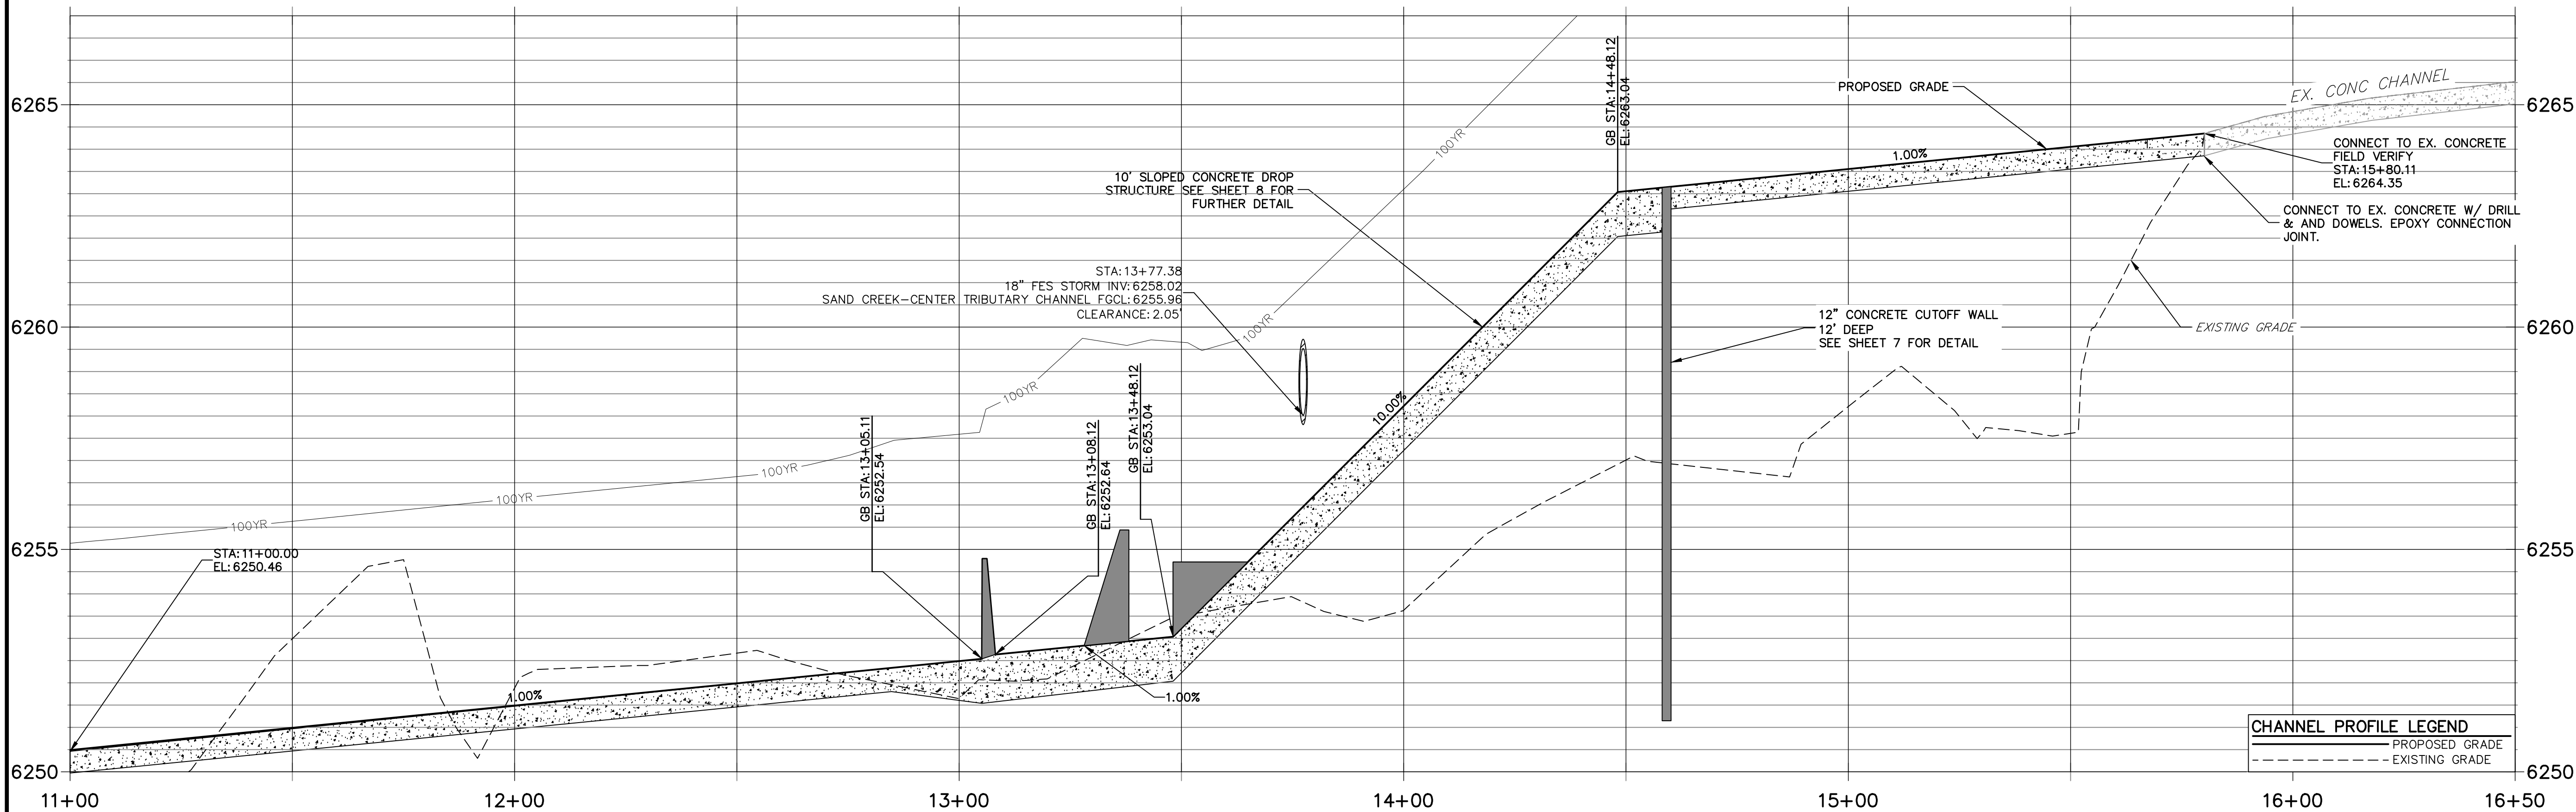 6265
6260
6255
6250
11+00
12+00
13+00
14+00
15+00
16+00
16+50
6265
6260
6255
6250
STA:11+00.00
EL:6250.46
100YR
100YR
100YR
100YR
100YR
100YR
1.00%
GB STA:13+05.11
EL:6252.54
GB STA:13+08.12
EL:6252.64
GB STA:13+48.12
EL:6253.04
1.00%
STA:13+77.38
18" FES STORM INV:6258.02
SAND CREEK-CENTER TRIBUTARY CHANNEL FGCL:6255.96
CLEARANCE: 2.05'
10' SLOPED CONCRETE DROP
STRUCTURE SEE SHEET 8 FOR
FURTHER DETAIL
10.00%
GB STA:14+48.12
EL:6263.04
12" CONCRETE CUTOFF WALL
12' DEEP
SEE SHEET 7 FOR DETAIL
PROPOSED GRADE
1.00%
EX. CONC CHANNEL
CONNECT TO EX. CONCRETE
FIELD VERIFY
STA:15+80.11
EL:6264.35
CONNECT TO EX. CONCRETE W/ DRILL
& AND DOWELS. EPOXY CONNECTION
JOINT.
EXISTING GRADE
CHANNEL PROFILE LEGEND
PROPOSED GRADE
EXISTING GRADE